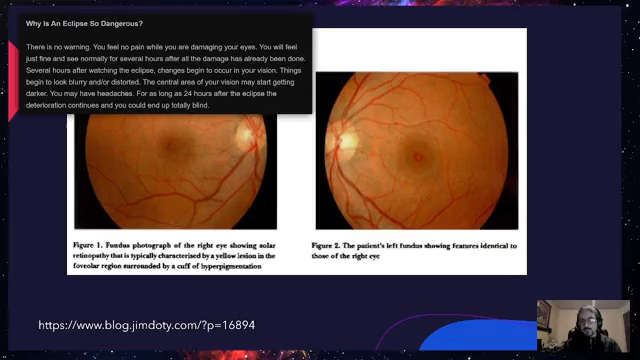 Why Is An Eclipse So Dangerous?
There is no warning. You feel no pain while you are damaging your eyes. You will feel
just fine and see normally for several hours after all the damage has already been done.
Several hours after watching the eclipse, changes begin to occur in your vision. Things
begin to look blurry and/or distorted. The central area of your vision may start getting
darker. You may have headaches. For as long as 24 hours after the eclipse the
deterioration continues and you could end up totally blind.
Figure 1. Fundus photograph of the right eye showing solar
retinopathy that is typically characterised by a yellow lesion in the
foveolar region surrounded by a cuff of hyperpigmentation
Figure 2. The patient's left fundus showing features identical to
those of the right eye
https://www.blog.jimdoty.com/?p=16894